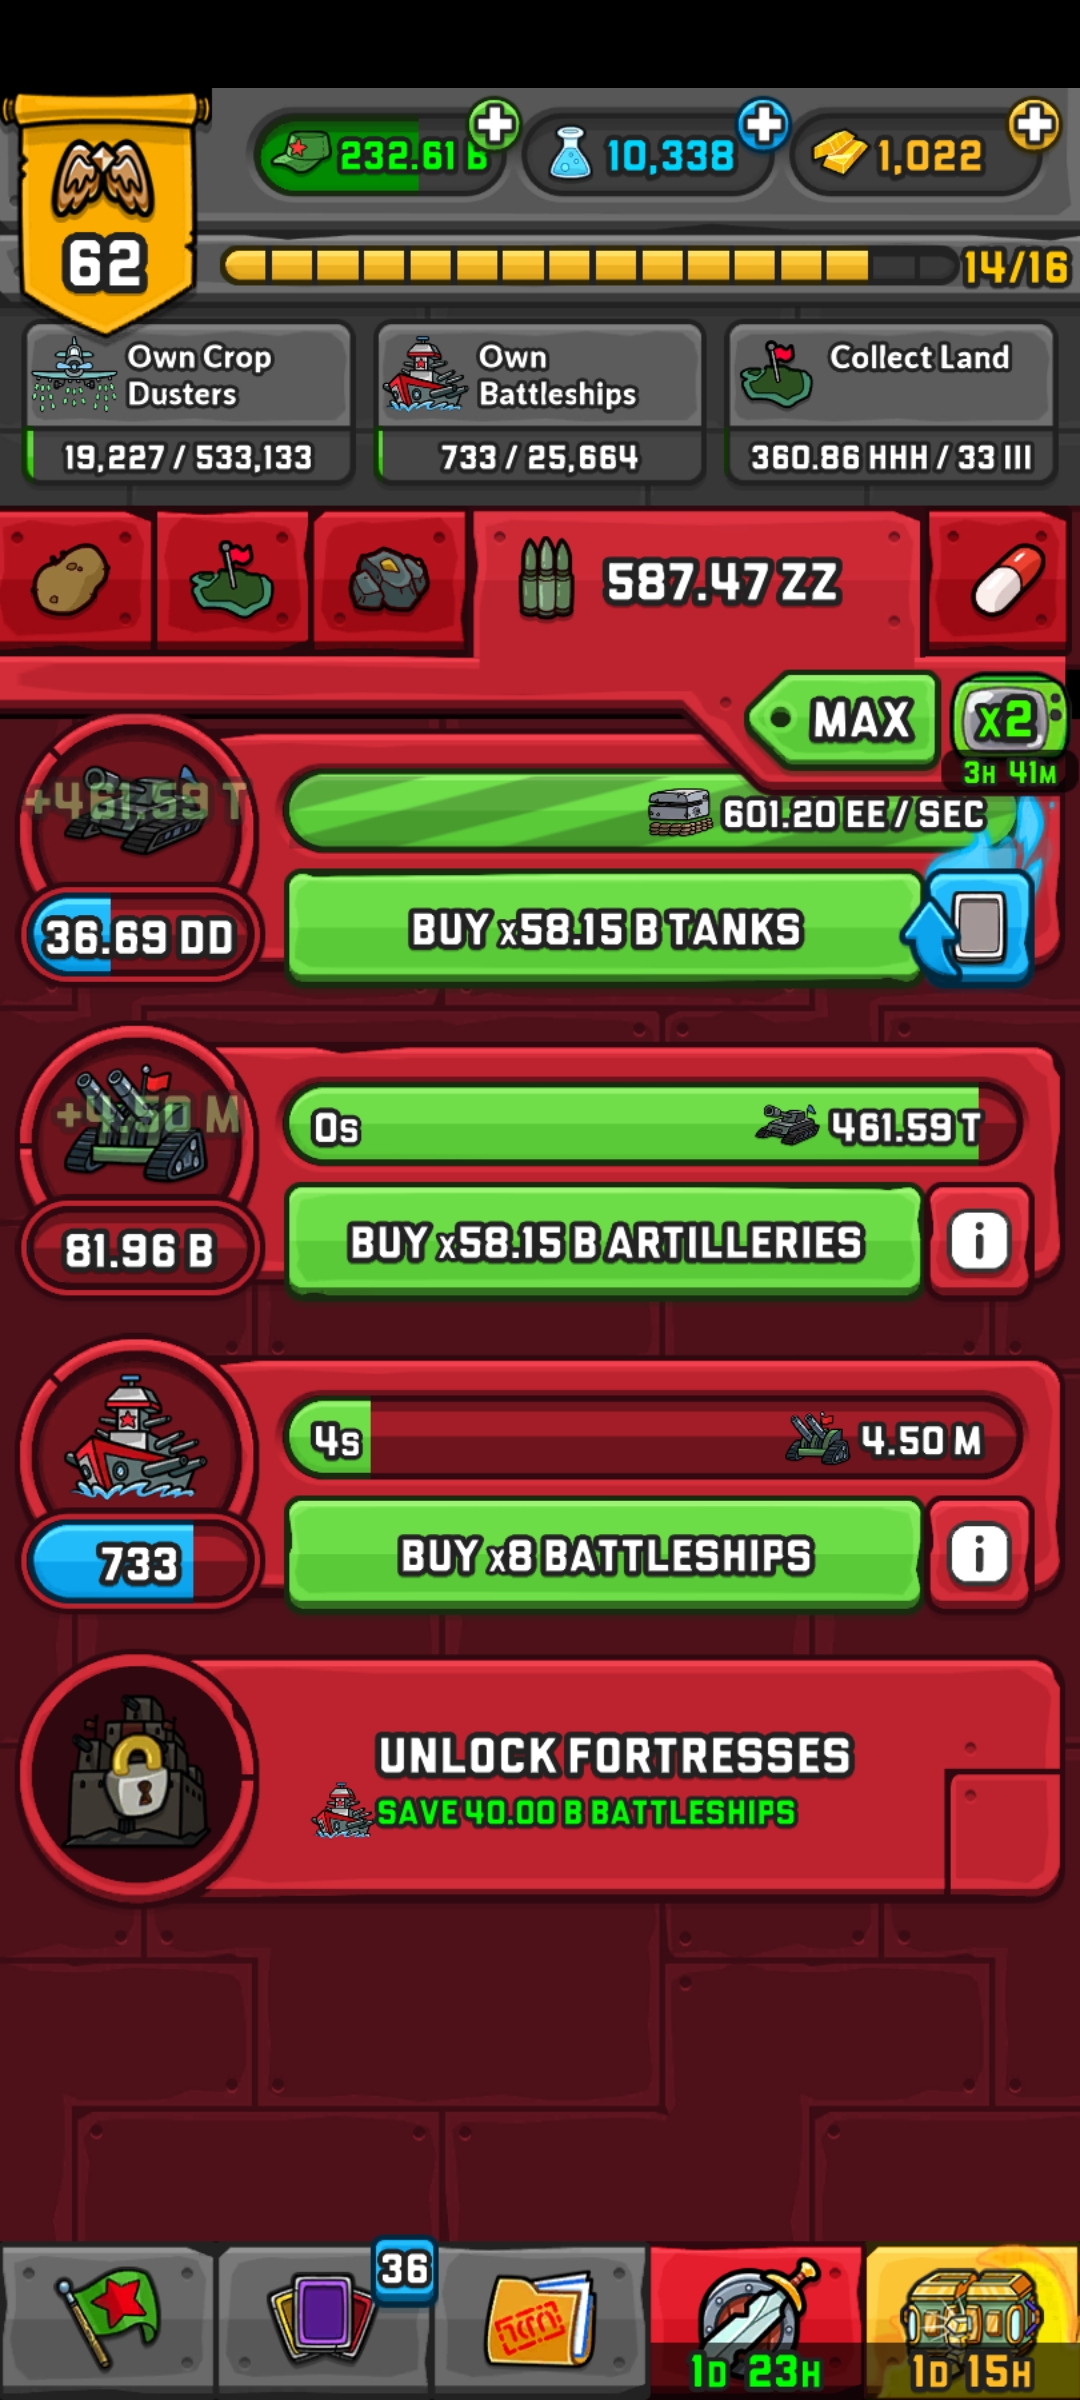 232.61 B
10,338
1,022
62
14/16
Own Crop
Dusters
19,227 / 533,133
Own
Battleships
733 / 25,664
Collect Land
360.86 HHH / 33 III
587.47 ZZ
MAX
x2
3H 41M
+461.59 T
601.20 EE / SEC
36.69 DD
BUY x58.15 B TANKS
+4.50 M
0s
461.59 T
81.96 B
BUY x58.15 B ARTILLERIES
i
4s
4.50 M
733
BUY x8 BATTLESHIPS
i
UNLOCK FORTRESSES
SAVE 40.00 B BATTLESHIPS
36
1D 23H
1D 15H